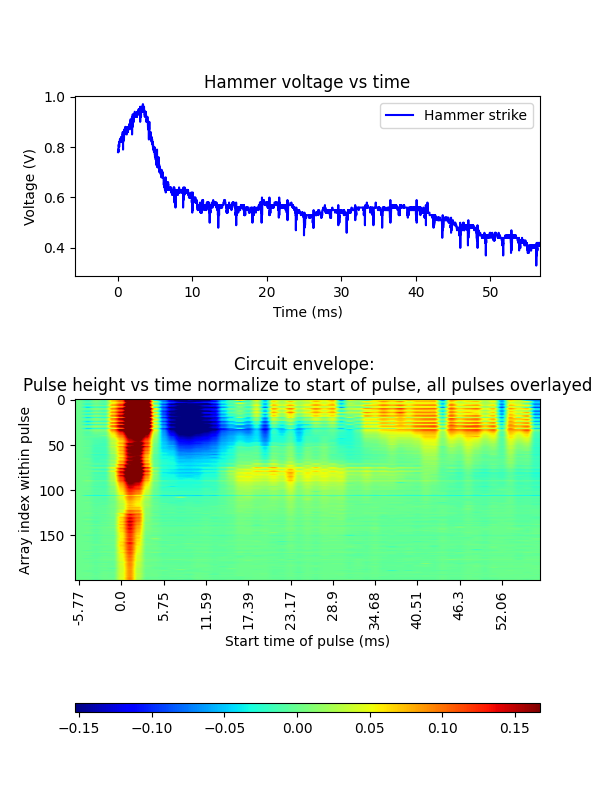 Hammer voltage vs time
1.0
0.8
0.6
0.4
Voltage (V)
Hammer strike
0 10 20 30 40 50
Time (ms)
Circuit envelope:
Pulse height vs time normalize to start of pulse, all pulses overlayed
0
50
100
150
Array index within pulse
-5.77 0.0 5.75 11.59 17.39 23.17 28.9 34.68 40.51 46.3 52.06
Start time of pulse (ms)
−0.15 −0.10 −0.05 0.00 0.05 0.10 0.15